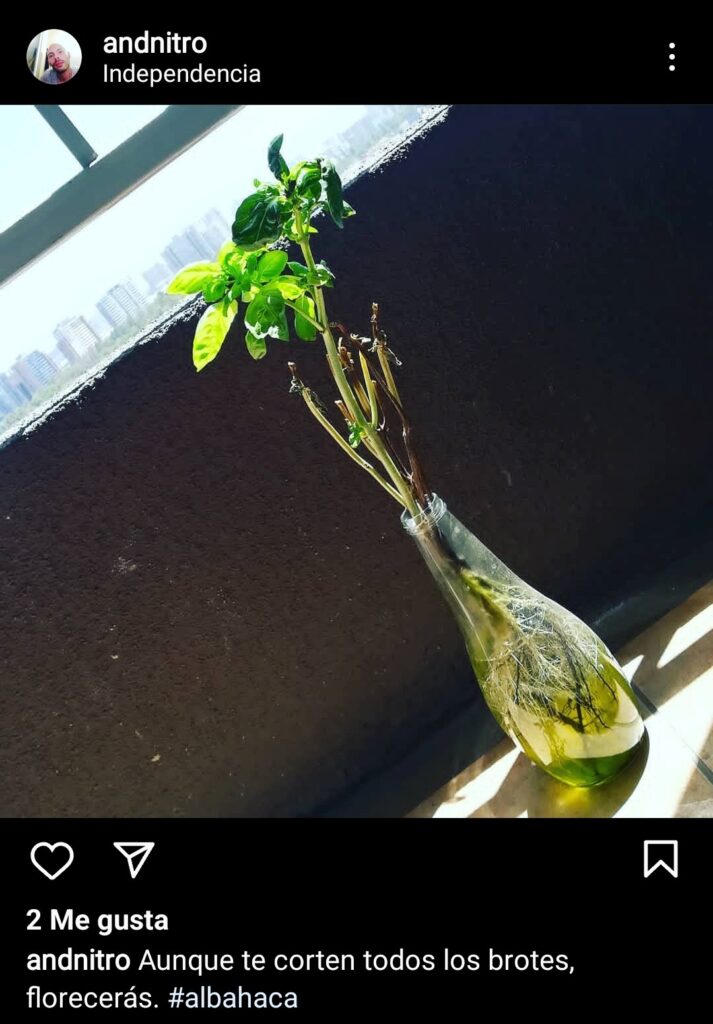 andnitro
Independencia
2 Me gusta
andnitro Aunque te corten todos los brotes,
florecerás. #albahaca